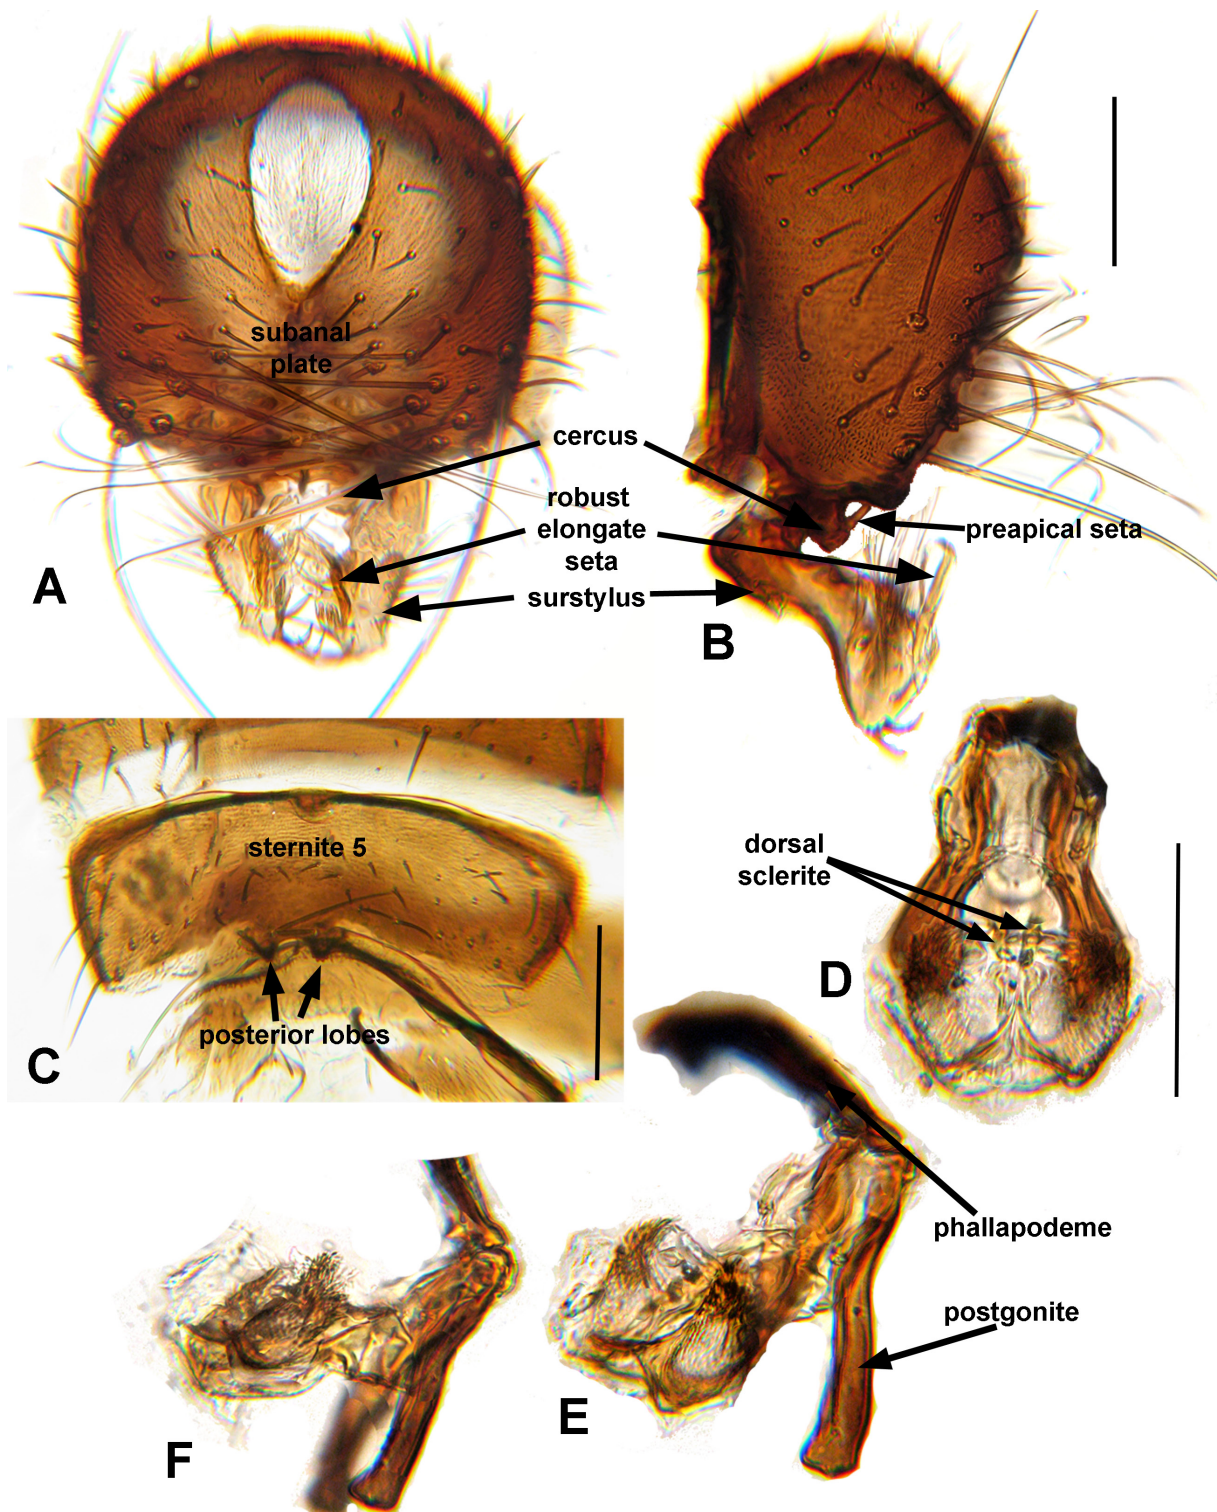 subanal
plate
cercus
robust
elongate
seta
preapical seta
surstylus
A
B
sternite 5
posterior lobes
C
dorsal
sclerite
D
phallapodeme
postgonite
E
F